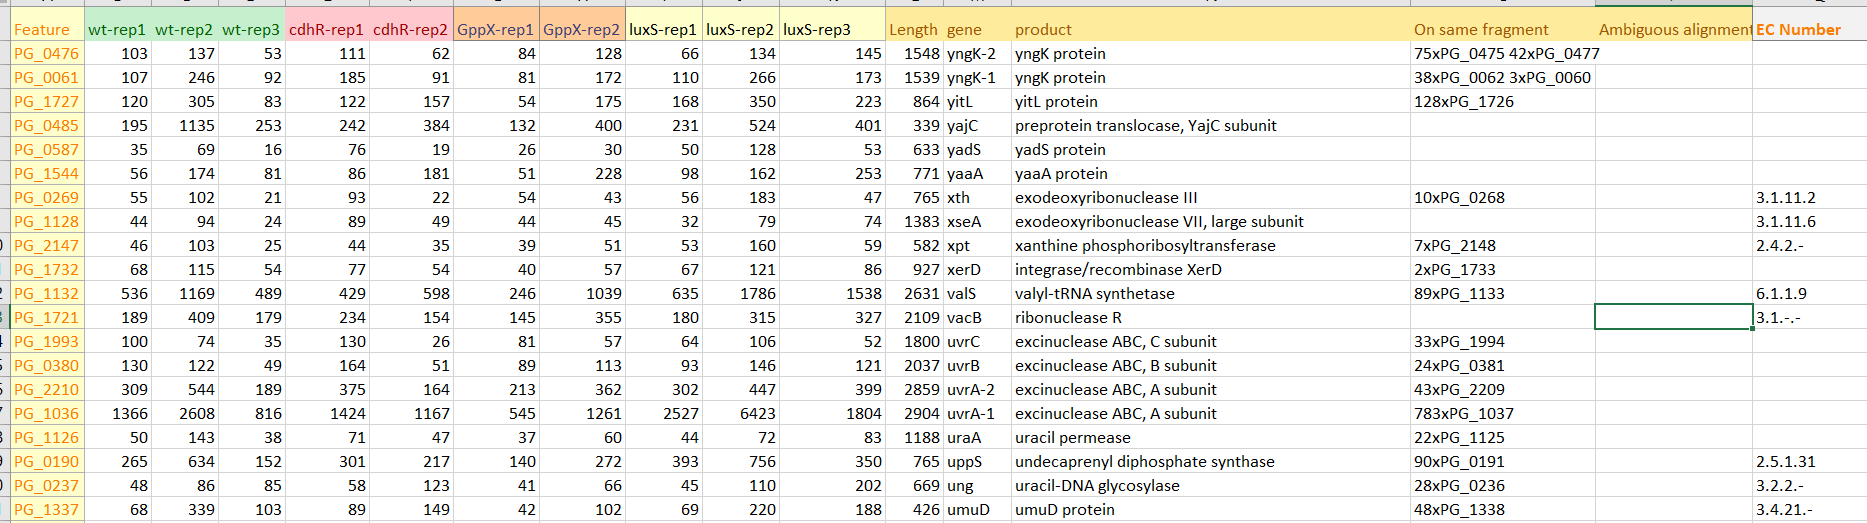 Feature wt-rep1 wt-rep2 wt-rep3 cdhR-rep1 cdhR-rep2 GppX-rep1 GppX-rep2 luxS-rep1 luxS-rep2 luxS-rep3 Length gene product On same fragment Ambiguous alignment EC Number
PG_0476 103 137 53 111 62 84 128 66 134 145 1548 yngK-2 yngK protein 75xPG_0475 42xPG_0477
PG_0061 107 246 92 185 91 81 172 110 266 173 1539 yngK-1 yngK protein 38xPG_0062 3xPG_0060
PG_1727 120 305 83 122 157 54 175 168 350 223 864 yitL yitL protein 128xPG_1726
PG_0485 195 1135 253 242 384 132 400 231 524 401 339 yajC preprotein translocase, YajC subunit
PG_0587 35 69 16 76 19 26 30 50 128 53 633 yadS yadS protein
PG_1544 56 174 81 86 181 51 228 98 162 253 771 yaaA yaaA protein
PG_0269 55 102 21 93 22 54 43 56 183 47 765 xth exodeoxyribonuclease III 10xPG_0268 3.1.11.2
PG_1128 44 94 24 89 49 44 45 32 79 74 1383 xseA exodeoxyribonuclease VII, large subunit 3.1.11.6
PG_2147 46 103 25 44 35 39 51 53 160 59 582 xpt xanthine phosphoribosyltransferase 7xPG_2148 2.4.2.-
PG_1732 68 115 54 77 54 40 57 67 121 86 927 xerD integrase/recombinase XerD 2xPG_1733
PG_1132 536 1169 489 429 598 246 1039 635 1786 1538 2631 valS valyl-tRNA synthetase 89xPG_1133 6.1.1.9
PG_1721 189 409 179 234 154 145 355 180 315 327 2109 vacB ribonuclease R 3.1.-.-
PG_1993 100 74 35 130 26 81 57 64 106 52 1800 uvrC excinuclease ABC, C subunit 33xPG_1994
PG_0380 130 122 49 164 51 89 113 93 146 121 2037 uvrB excinuclease ABC, B subunit 24xPG_0381
PG_2210 309 544 189 375 164 213 362 302 447 399 2859 uvrA-2 excinuclease ABC, A subunit 43xPG_2209
PG_1036 1366 2608 816 1424 1167 545 1261 2527 6423 1804 2904 uvrA-1 excinuclease ABC, A subunit 783xPG_1037
PG_1126 50 143 38 71 47 37 60 44 72 83 1188 uraA uracil permease 22xPG_1125
PG_0190 265 634 152 301 217 140 272 393 756 350 765 uppS undecaprenyl diphosphate synthase 90xPG_0191 2.5.1.31
PG_0237 48 86 85 58 123 41 66 45 110 202 669 ung uracil-DNA glycosylase 28xPG_0236 3.2.2.-
PG_1337 68 339 103 89 149 42 102 69 220 188 426 umuD umuD protein 48xPG_1338 3.4.21.-